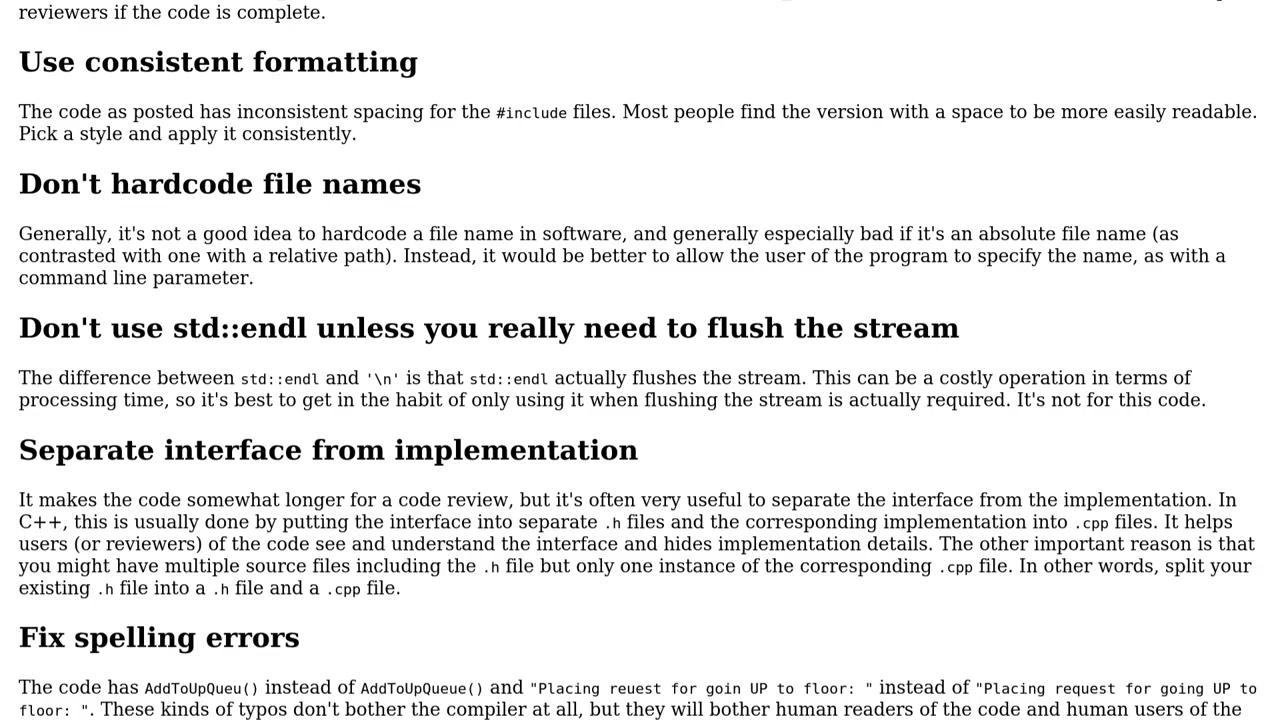 reviewers if the code is complete.
Use consistent formatting
The code as posted has inconsistent spacing for the #include files. Most people find the version with a space to be more easily readable.
Pick a style and apply it consistently.
Don't hardcode file names
Generally, it's not a good idea to hardcode a file name in software, and generally especially bad if it's an absolute file name (as
contrasted with one with a relative path). Instead, it would be better to allow the user of the program to specify the name, as with a
command line parameter.
Don't use std::endl unless you really need to flush the stream
The difference between std::endl and '\n' is that std::endl actually flushes the stream. This can be a costly operation in terms of
processing time, so it's best to get in the habit of only using it when flushing the stream is actually required. It's not for this code.
Separate interface from implementation
It makes the code somewhat longer for a code review, but it's often very useful to separate the interface from the implementation. In
C++, this is usually done by putting the interface into separate .h files and the corresponding implementation into .cpp files. It helps
users (or reviewers) of the code see and understand the interface and hides implementation details. The other important reason is that
you might have multiple source files including the .h file but only one instance of the corresponding .cpp file. In other words, split your
existing .h file into a .h file and a .cpp file.
Fix spelling errors
The code has AddToUpQueu() instead of AddToUpQueue() and "Placing reuest for goin UP to floor: " instead of "Placing request for going UP to
floor: ". These kinds of typos don't bother the compiler at all, but they will bother human readers of the code and human users of the